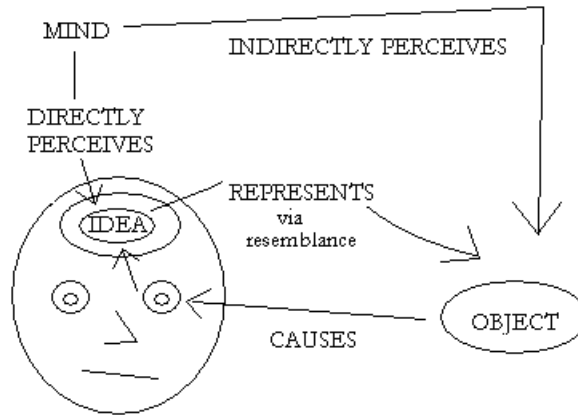 MIND
INDIRECTLY PERCEIVES
DIRECTLY
PERCEIVES
REPRESENTS
via
resemblance
IDEA
OBJECT
CAUSES